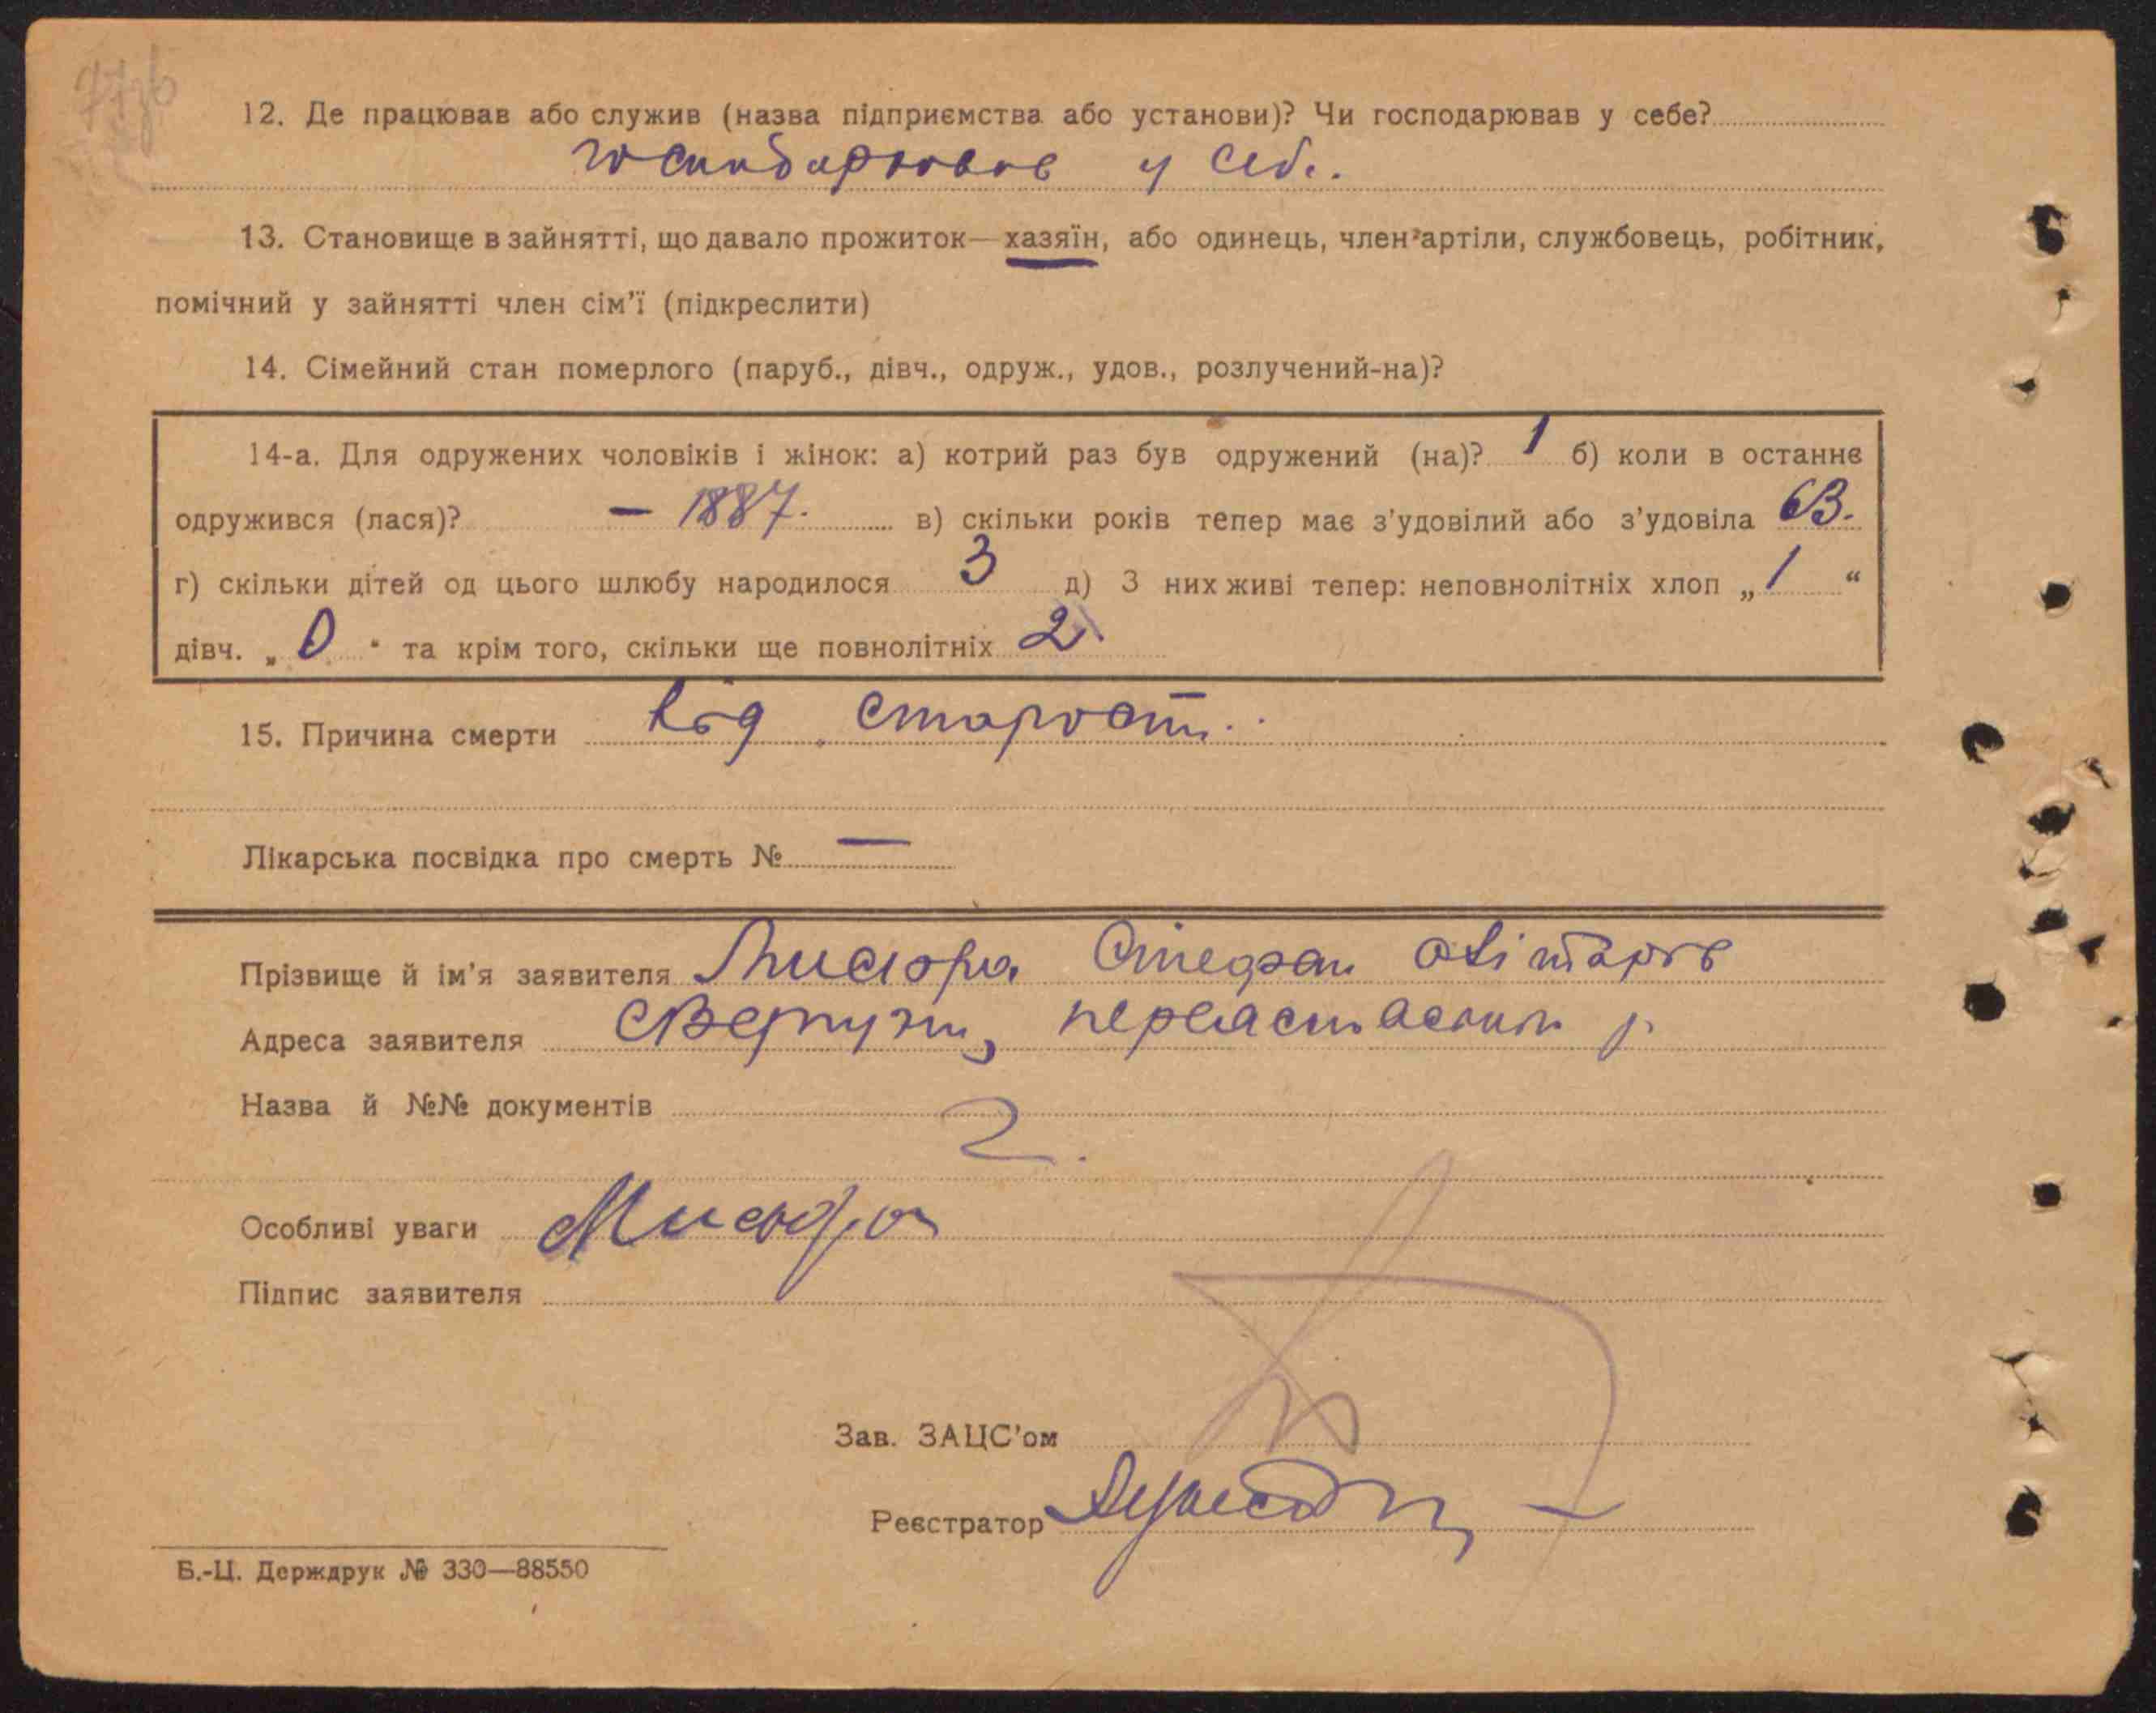 12. Де працював або служив (назва підприємства або установи)? Чи господарював у себе?
господарював у себе.
13. Становище в зайнятті, що давало прожиток—хазяїн, або одинець, член артіли, службовець, робітник,
помічний у зайнятті член сім’ї (підкреслити)
14. Сімейний стан померлого (паруб., дівч., одруж., удов., розлучений-на)?
14-а. Для одружених чоловіків і жінок: а) котрий раз був одружений (на)? 1 б) коли в останнє
одружився (лася)? — 1887. в) скільки років тепер має з’удовілий або з’удовіла 63.
г) скільки дітей од цього шлюбу народилося 3 д) З них живі тепер: неповнолітніх хлоп „ 1 “
дівч. „ 0 “ та крім того, скільки ще повнолітніх 2
15. Причина смерти від старости
Лікарська посвідка про смерть № —
Прізвище й ім’я заявителя Мисюра Стефан
Адреса заявителя
Назва й №№ документів
Особливі уваги Мисюра
Підпис заявителя
Зав. ЗАЦС’ом
Реєстратор
Б.-Ц. Держдрук № 330—88550